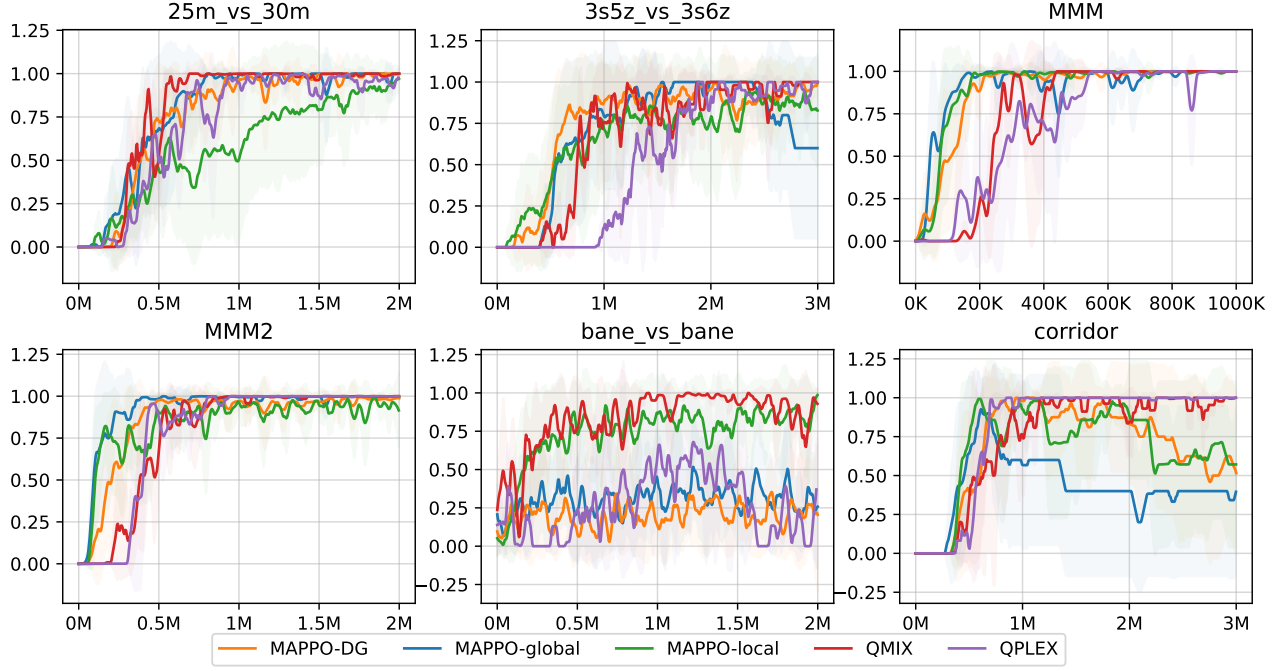 25m_vs_30m
1.25
1.00
0.75
0.50
0.25
0.00
0M 0.5M 1M 1.5M 2M
3s5z_vs_3s6z
1.25
1.00
0.75
0.50
0.25
0.00
0M 1M 2M 3M
MMM
1.00
0.75
0.50
0.25
0.00
0K 200K 400K 600K 800K 1000K
MMM2
1.25
1.00
0.75
0.50
0.25
0.00
0M 0.5M 1M 1.5M 2M
bane_vs_bane
1.00
0.75
0.50
0.25
0.00
−0.25
0M 0.5M 1M 1.5M 2M
corridor
1.25
1.00
0.75
0.50
0.25
0.00
−0.25
0M 1M 2M 3M
MAPPO-DG MAPPO-global MAPPO-local QMIX QPLEX